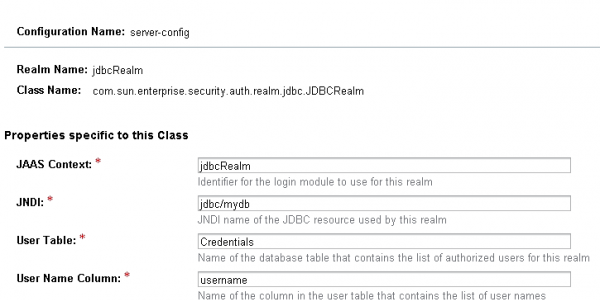 Configuration Name: server-config
Realm Name: jdbcRealm
Class Name: com.sun.enterprise.security.auth.realm.jdbc.JDBCRealm
Properties specific to this Class
JAAS Context: * jdbcRealm
Identifier for the login module to use for this realm
JNDI: * jdbc/mydb
JNDI name of the JDBC resource used by this realm
User Table: * Credentials
Name of the database table that contains the list of authorized users for this realm
User Name Column: * username
Name of the column in the user table that contains the list of user names